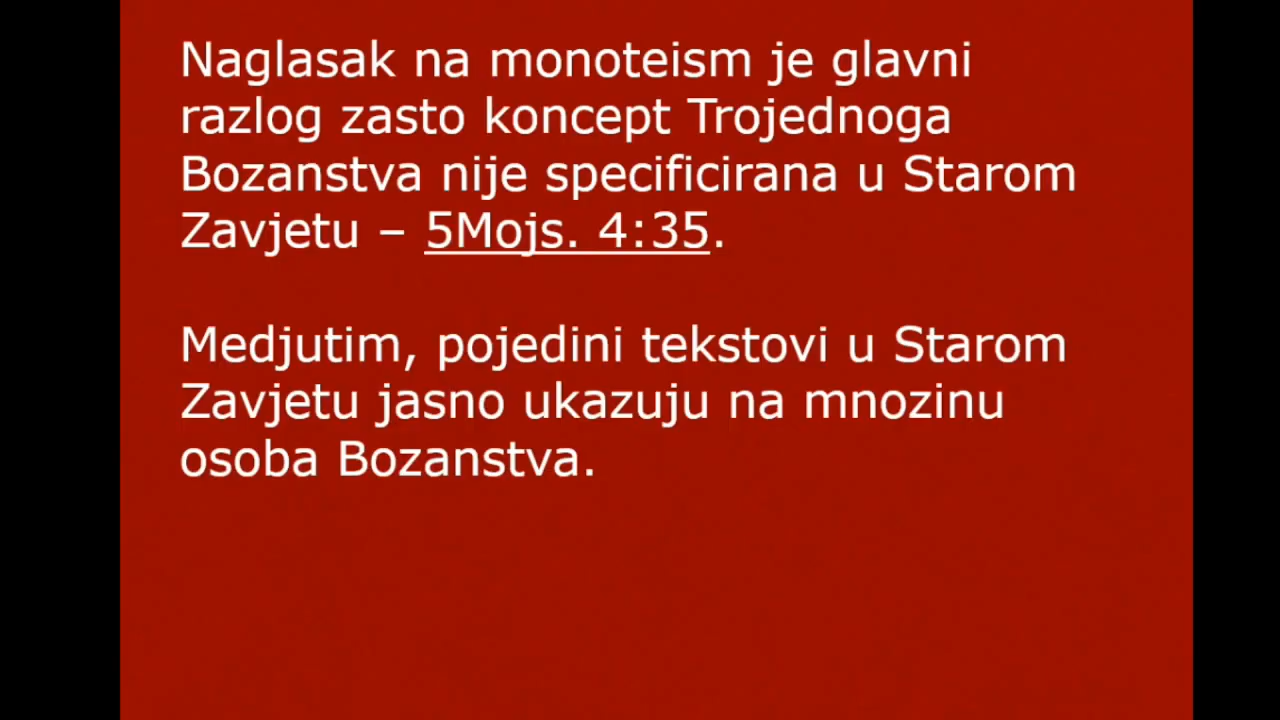 Naglasak na monoteism je glavni
razlog zasto koncept Trojednoga
Bozanstva nije specificirana u Starom
Zavjetu – 5Mojs. 4:35.
Medjutim, pojedini tekstovi u Starom
Zavjetu jasno ukazuju na mnozinu
osoba Bozanstva.